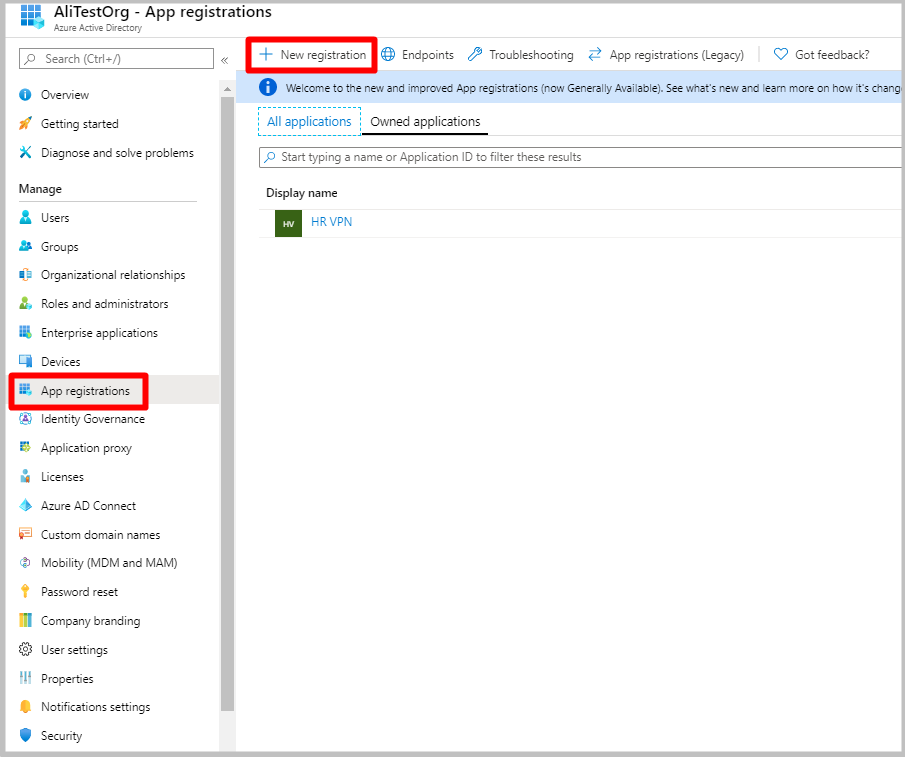 AliTestOrg - App registrations
Azure Active Directory
Search (Ctrl+/)
«
Overview
Getting started
Diagnose and solve problems
Manage
Users
Groups
Organizational relationships
Roles and administrators
Enterprise applications
Devices
App registrations
Identity Governance
Application proxy
Licenses
Azure AD Connect
Custom domain names
Mobility (MDM and MAM)
Password reset
Company branding
User settings
Properties
Notifications settings
Security
New registration Endpoints Troubleshooting App registrations (Legacy) Got feedback?
Welcome to the new and improved App registrations (now Generally Available). See what's new and learn more on how it's chang
All applications Owned applications
Start typing a name or Application ID to filter these results
Display name
HV HR VPN